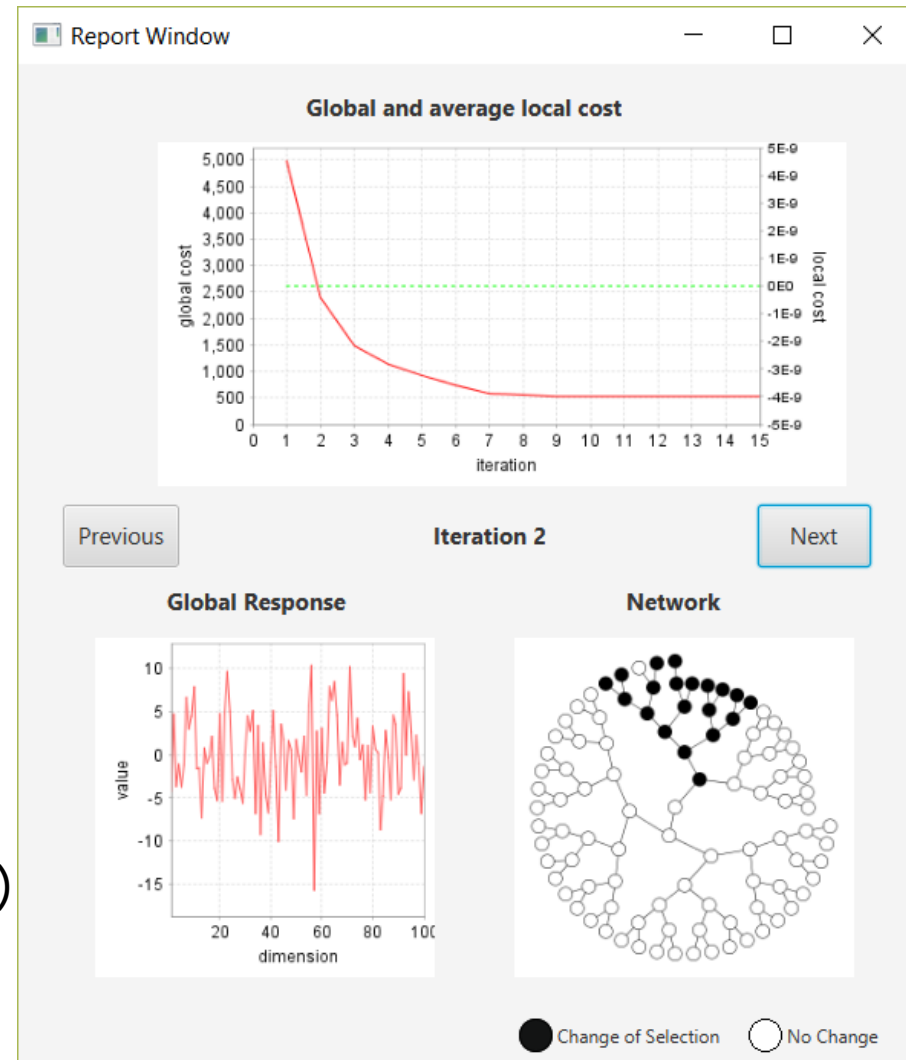 Report Window
Global and average local cost
5,000
4,500
4,000
3,500
3,000
2,500
2,000
1,500
1,000
500
0
global cost
5E-9
4E-9
3E-9
2E-9
1E-9
0E0
-1E-9
-2E-9
-3E-9
-4E-9
-5E-9
local cost
0 1 2 3 4 5 6 7 8 9 10 11 12 13 14 15
iteration
Previous
Iteration 2
Next
Global Response
Network
10
5
0
-5
-10
-15
value
20 40 60 80 100
dimension
)
Change of Selection
No Change